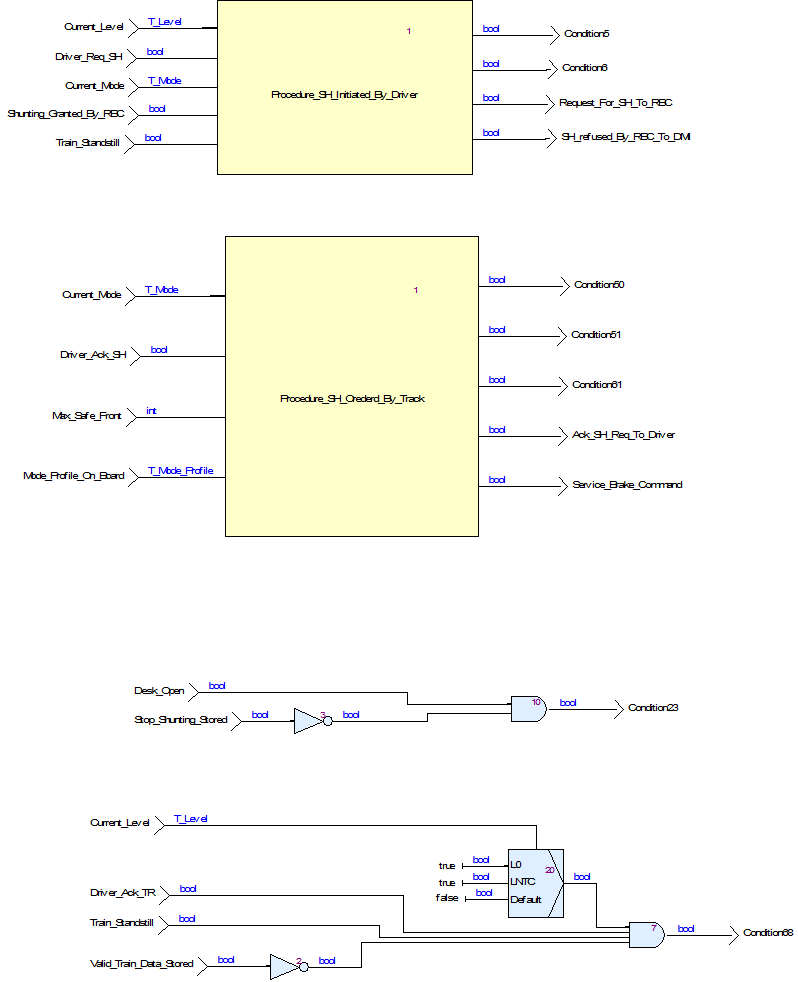 Current_Level T_Level 1 bool Condition5
Driver_Req_SH bool bool Condition6
Current_Mode T_Mode Procedure_SH_Initiated_By_Driver bool Request_For_SH_To_RBC
Shunting_Granted_By_RBC bool
Train_Standstill bool bool SH_refused_By_RBC_To_DMI
Current_Mode T_Mode 1 bool Condition50
Driver_Ack_SH bool bool Condition51
Procedure_SH_Orederd_By_Track bool Condition61
Max_Safe_Front int bool Ack_SH_Req_To_Driver
Mode_Profile_On_Board T_Mode_Profile bool Service_Brake_Command
Desk_Open bool 10 bool Condition23
Stop_Shunting_Stored bool 3 bool
Current_Level T_Level
true bool L0 20
true bool LNTC bool
false bool Default
Driver_Ack_TR bool
Train_Standstill bool 7 bool Condition68
Valid_Train_Data_Stored bool 2 bool